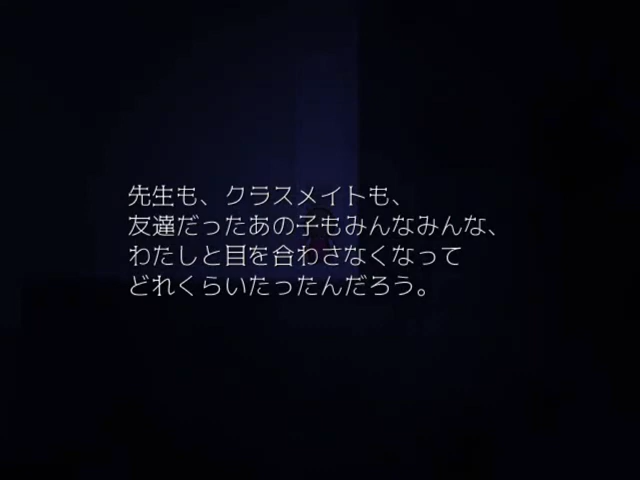 先生も、クラスメイトも、
友達だったあの子もみんなみんな、
わたしと目を合わさなくなって
どれくらいたったんだろう。